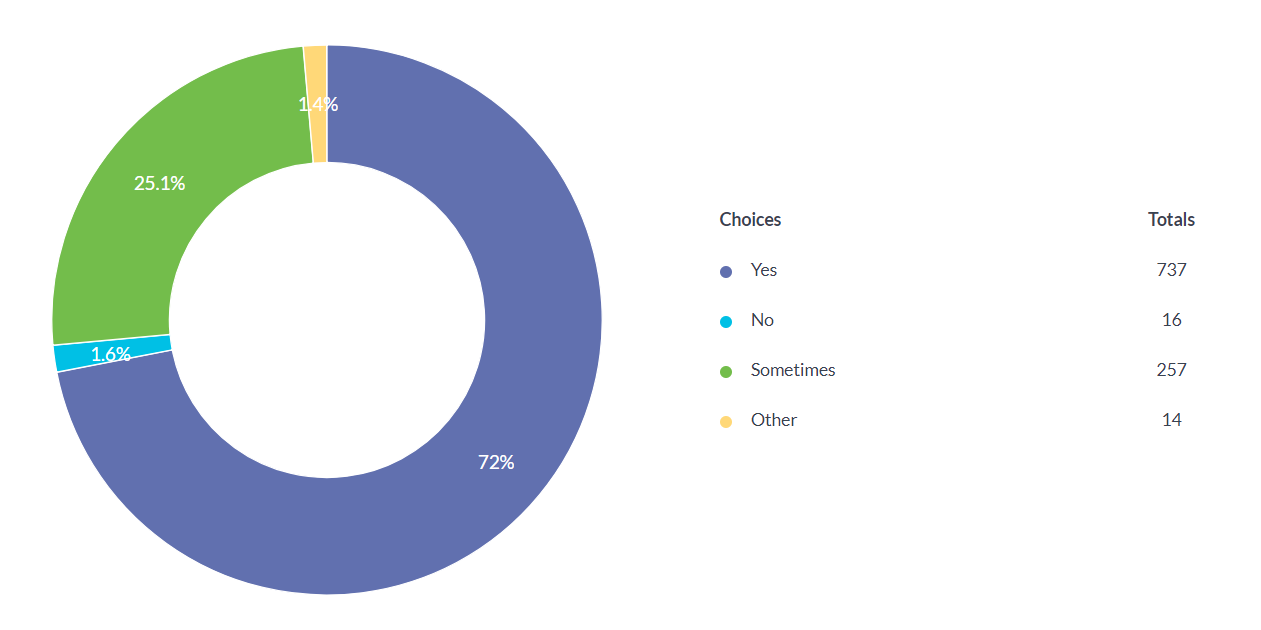 1.4%
25.1%
1.6%
72%
Choices Totals
Yes 737
No 16
Sometimes 257
Other 14